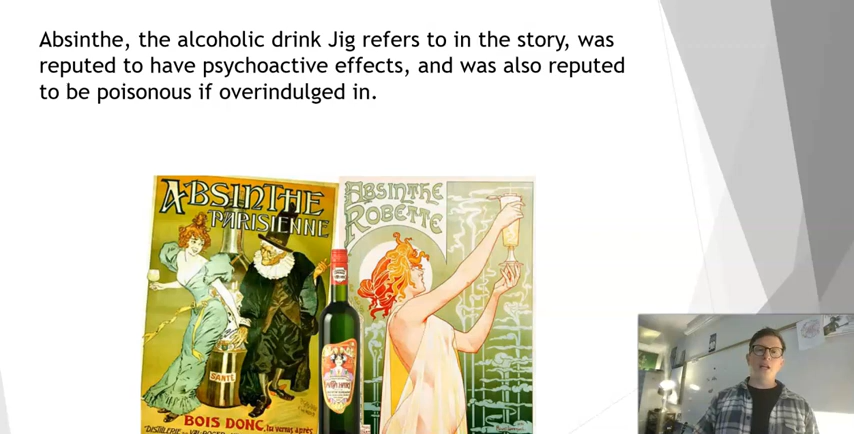 Absinthe, the alcoholic drink Jig refers to in the story, was
reputed to have psychoactive effects, and was also reputed
to be poisonous if overindulged in.
ABSINTHE
PARISIENNE
SANTÉ
BOIS DONC,
ABSINTHE
ROBETTE